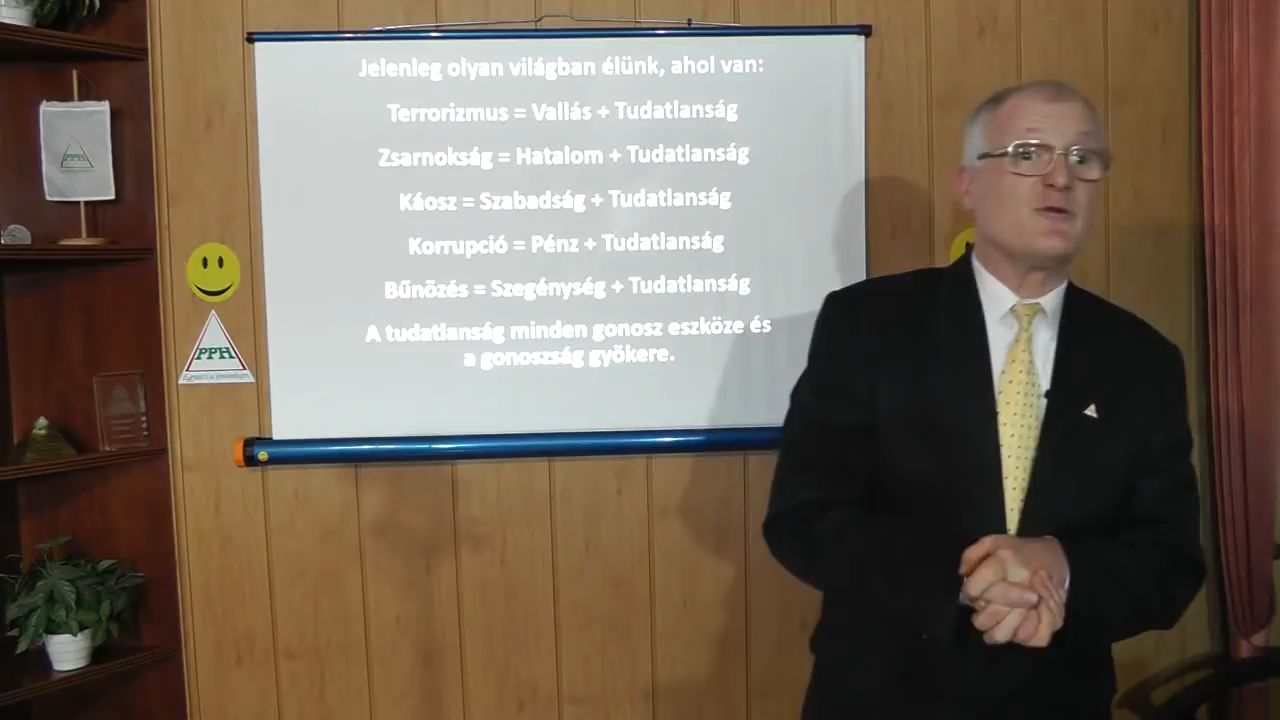 Jelenleg olyan világban élünk, ahol van:
Terrorizmus = Vallás + Tudatlanság
Zsarnokság = Hatalom + Tudatlanság
Káosz = Szabadság + Tudatlanság
Korrupció = Pénz + Tudatlanság
Bűnözés = Szegénység + Tudatlanság
A tudatlanság minden gonosz eszköze és
a gonoszság gyökere.
PPH
PPH